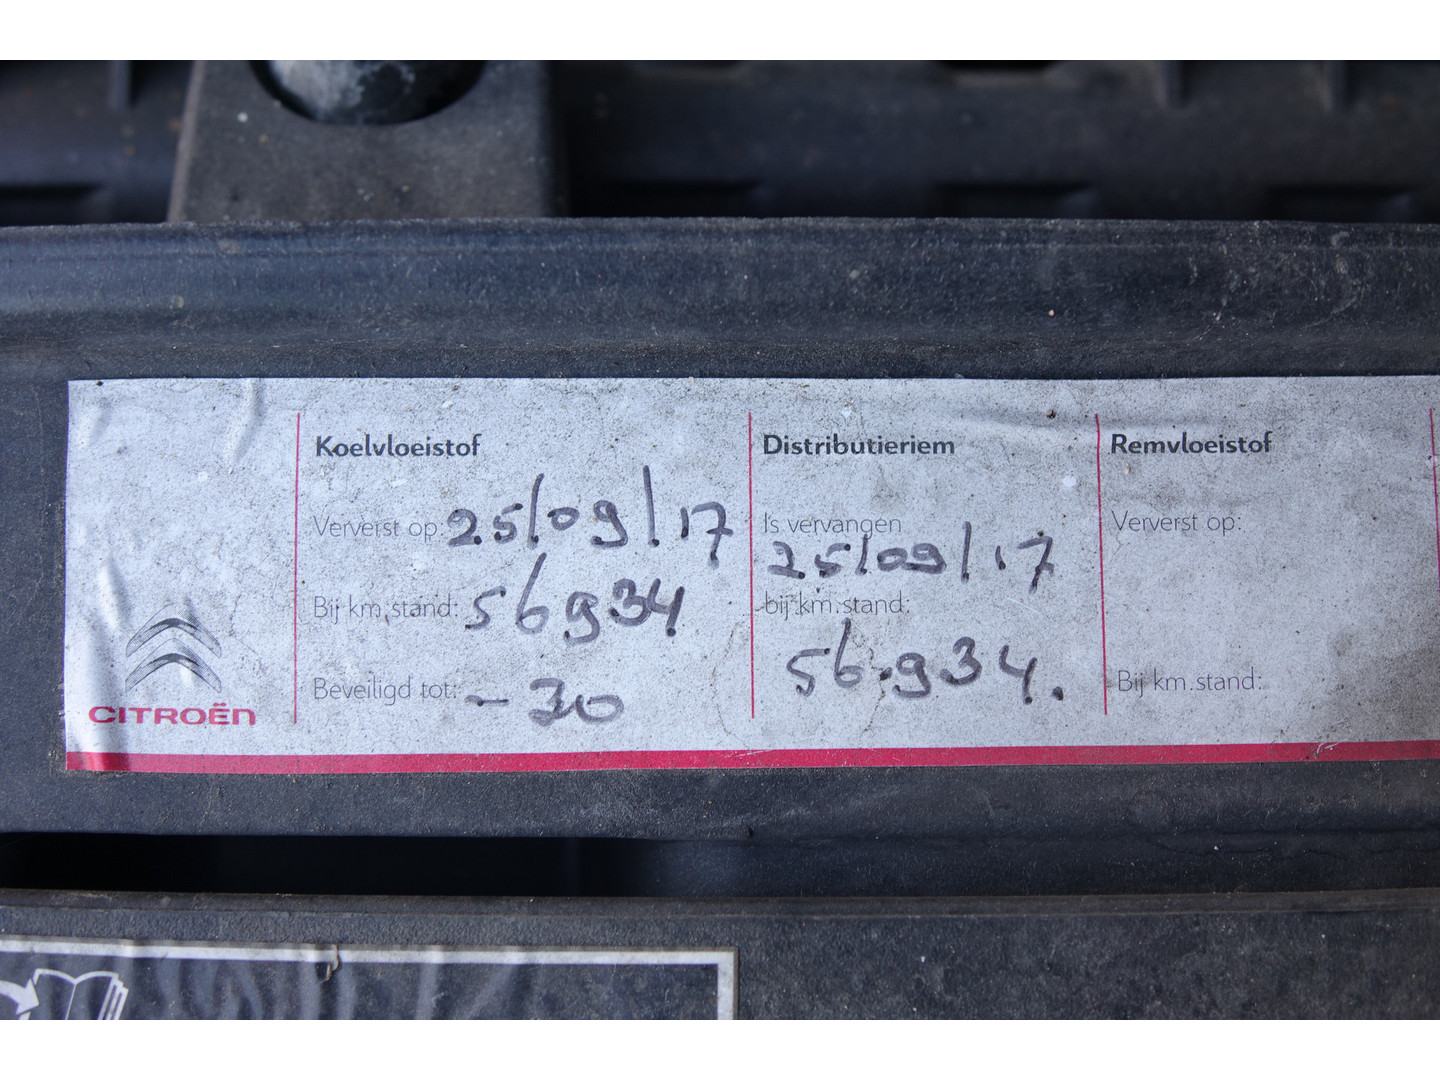 CITROËN
Koelvloeistof
Ververst op: 25/09/17
Bij km.stand: 56934
Beveiligd tot: -30
Distributieriem
Is vervangen
25/09/17
bij km.stand:
56.934.
Remvloeistof
Ververst op:
Bij km.stand: